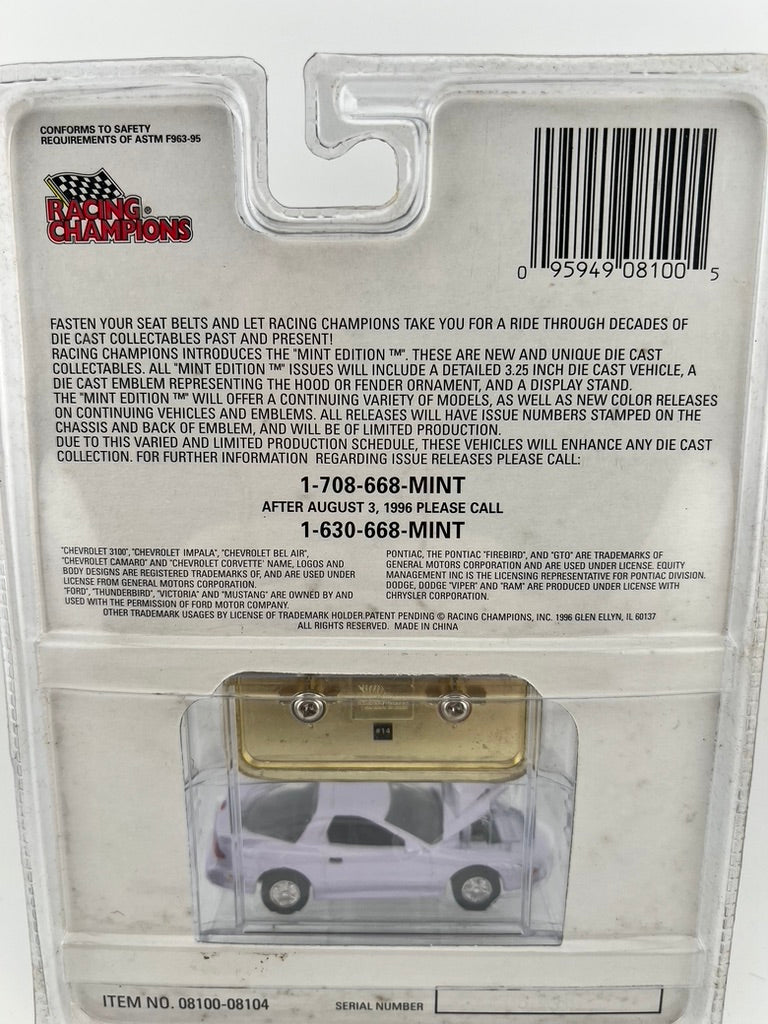 CONFORMS TO SAFETY
REQUIREMENTS OF ASTM F963-95
RACING®
CHAMPIONS
0 95949 08100 5
FASTEN YOUR SEAT BELTS AND LET RACING CHAMPIONS TAKE YOU FOR A RIDE THROUGH DECADES OF
DIE CAST COLLECTABLES PAST AND PRESENT!
RACING CHAMPIONS INTRODUCES THE "MINT EDITION ™". THESE ARE NEW AND UNIQUE DIE CAST
COLLECTABLES. ALL "MINT EDITION ™" ISSUES WILL INCLUDE A DETAILED 3.25 INCH DIE CAST VEHICLE, A
DIE CAST EMBLEM REPRESENTING THE HOOD OR FENDER ORNAMENT, AND A DISPLAY STAND.
THE "MINT EDITION ™" WILL OFFER A CONTINUING VARIETY OF MODELS, AS WELL AS NEW COLOR RELEASES
ON CONTINUING VEHICLES AND EMBLEMS. ALL RELEASES WILL HAVE ISSUE NUMBERS STAMPED ON THE
CHASSIS AND BACK OF EMBLEM, AND WILL BE OF LIMITED PRODUCTION.
DUE TO THIS VARIED AND LIMITED PRODUCTION SCHEDULE, THESE VEHICLES WILL ENHANCE ANY DIE CAST
COLLECTION. FOR FURTHER INFORMATION REGARDING ISSUE RELEASES PLEASE CALL:
1-708-668-MINT
AFTER AUGUST 3, 1996 PLEASE CALL
1-630-668-MINT
"CHEVROLET 3100", "CHEVROLET IMPALA", "CHEVROLET BEL AIR",
"CHEVROLET CAMARO" AND "CHEVROLET CORVETTE' NAME, LOGOS AND
BODY DESIGNS ARE REGISTERED TRADEMARKS OF, AND ARE USED UNDER
LICENSE FROM GENERAL MOTORS CORPORATION.
"FORD", "THUNDERBIRD", "VICTORIA" AND "MUSTANG" ARE OWNED BY AND
USED WITH THE PERMISSION OF FORD MOTOR COMPANY.
PONTIAC, THE PONTIAC "FIREBIRD", AND "GTO" ARE TRADEMARKS OF
GENERAL MOTORS CORPORATION AND ARE USED UNDER LICENSE. EQUITY
MANAGEMENT INC IS THE LICENSING REPRESENTATIVE FOR PONTIAC DIVISION.
DODGE, DODGE "VIPER" AND "RAM" ARE PRODUCED UNDER LICENSE WITH
CHRYSLER CORPORATION.
OTHER TRADEMARK USAGES BY LICENSE OF TRADEMARK HOLDER.PATENT PENDING © RACING CHAMPIONS, INC. 1996 GLEN ELLYN, IL 60137
ALL RIGHTS RESERVED. MADE IN CHINA
#14
ITEM NO. 08100-08104
SERIAL NUMBER